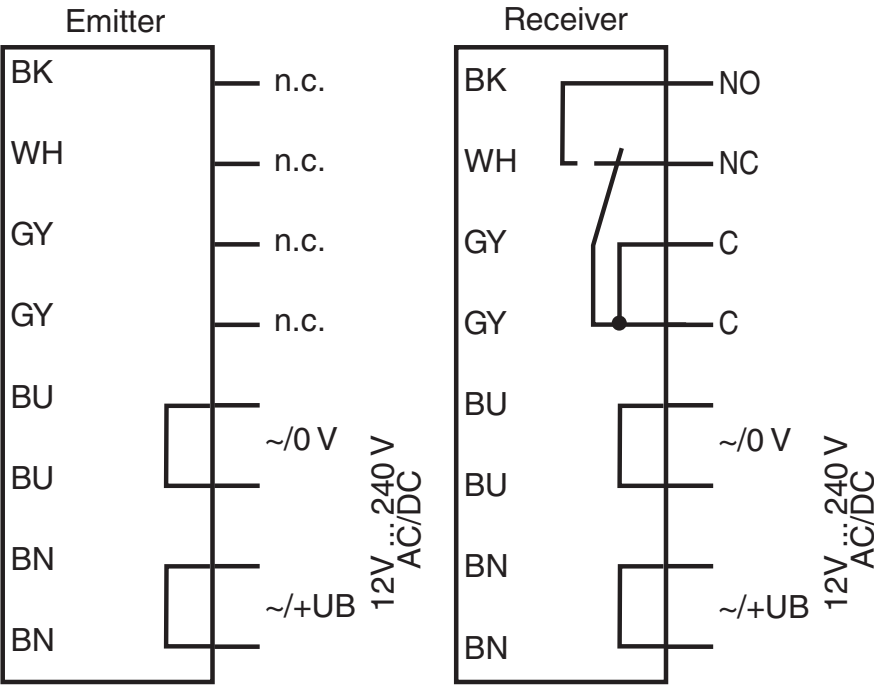 Emitter
BK n.c.
WH n.c.
GY n.c.
GY n.c.
BU
~/0 V
BU
BN
~/+UB
BN
12V ... 240 V
AC/DC
Receiver
BK NO
WH NC
GY C
GY C
BU
~/0 V
BU
BN
~/+UB
BN
12V ... 240 V
AC/DC